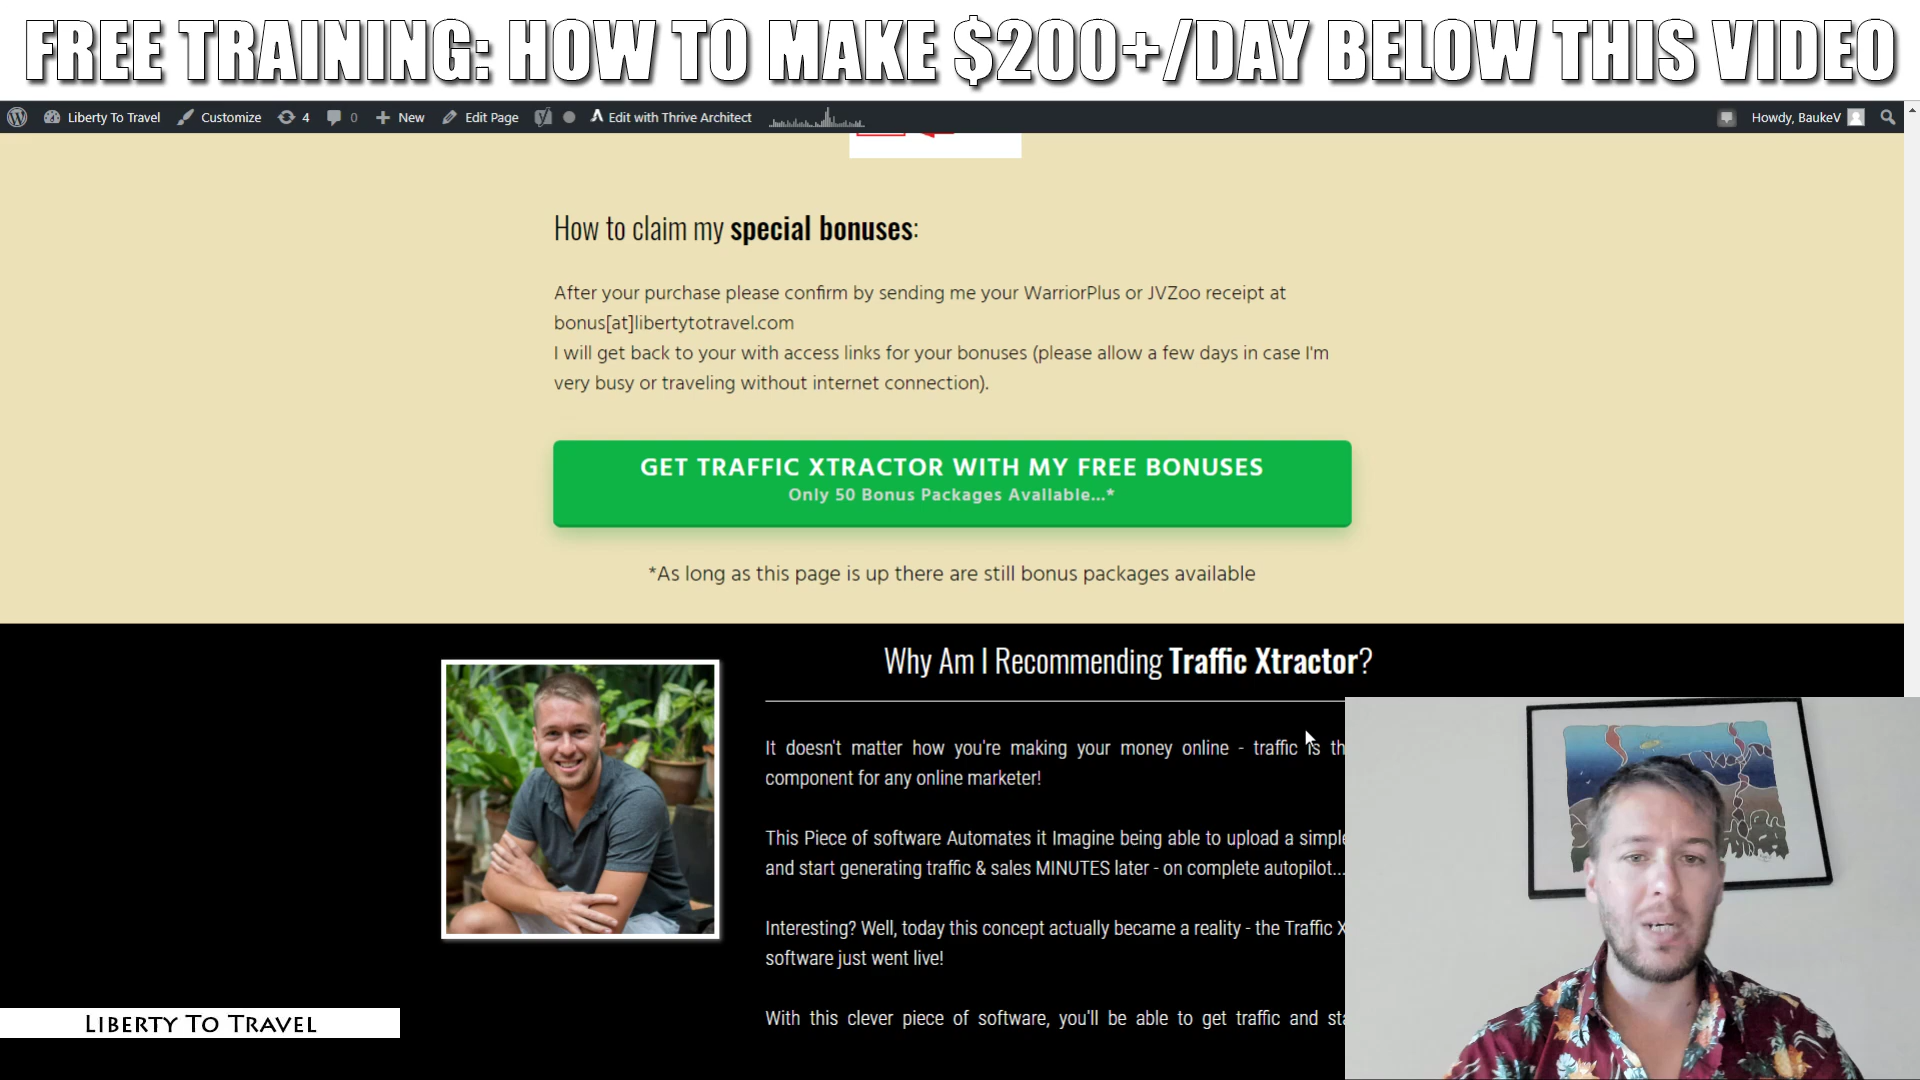 FREE TRAINING: HOW TO MAKE $200+/DAY BELOW THIS VIDEO
Liberty To Travel Customize 4 0 New Edit Page Edit with Thrive Architect Howdy, BaukeV
How to claim my special bonuses:
After your purchase please confirm by sending me your WarriorPlus or JVZoo receipt at
bonus[at]libertytotravel.com
I will get back to your with access links for your bonuses (please allow a few days in case I'm
very busy or traveling without internet connection).
GET TRAFFIC XTRACTOR WITH MY FREE BONUSES
Only 50 Bonus Packages Available...*
*As long as this page is up there are still bonus packages available
Why Am I Recommending Traffic Xtractor?
It doesn't matter how you're making your money online - traffic is th
component for any online marketer!
This Piece of software Automates it Imagine being able to upload a simple
and start generating traffic & sales MINUTES later - on complete autopilot...
Interesting? Well, today this concept actually became a reality - the Traffic X
software just went live!
With this clever piece of software, you'll be able to get traffic and sta
LIBERTY TO TRAVEL